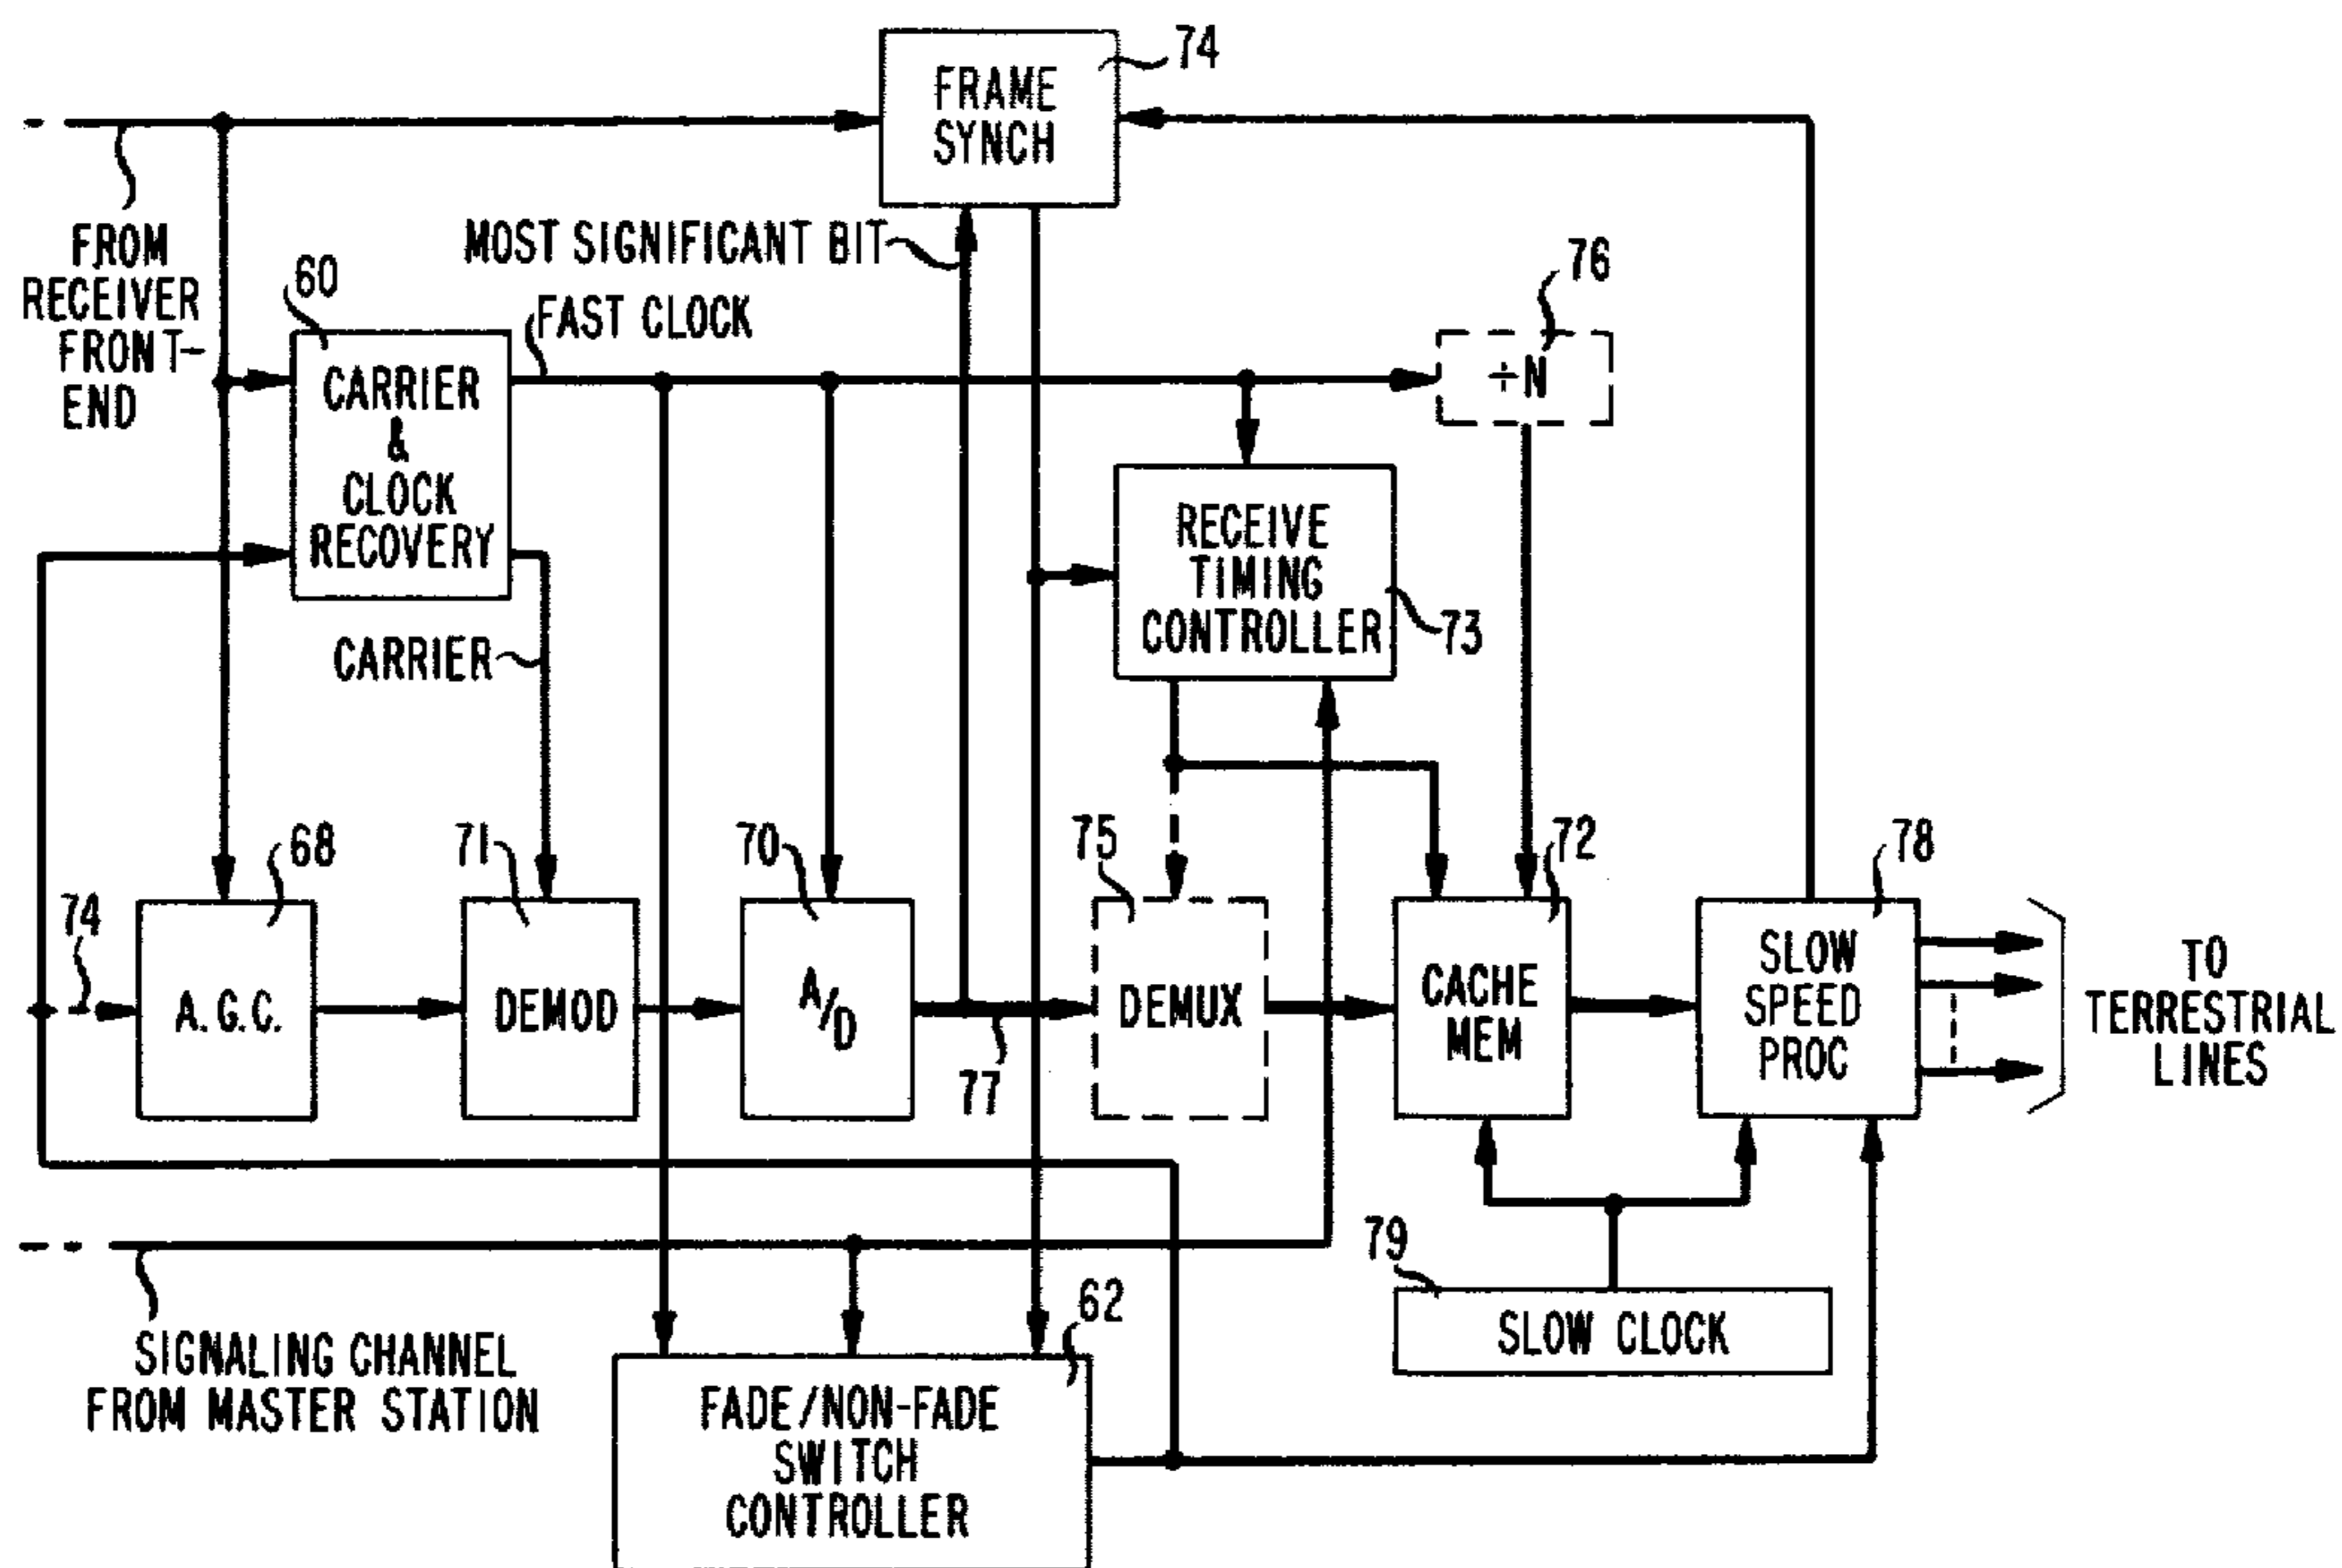 74
FRAME
SYNCH
FROM
RECEIVER
FRONT-
END
MOST SIGNIFICANT BIT
60
FAST CLOCK
76
÷N
CARRIER
&
CLOCK
RECOVERY
RECEIVE
TIMING
CONTROLLER
73
CARRIER
74
68
A.G.C.
71
DEMOD
70
A/D
77
75
DEMUX
72
CACHE
MEM
78
SLOW
SPEED
PROC
TO
TERRESTRIAL
LINES
79
SLOW CLOCK
SIGNALING CHANNEL
FROM MASTER STATION
62
FADE/NON-FADE
SWITCH
CONTROLLER